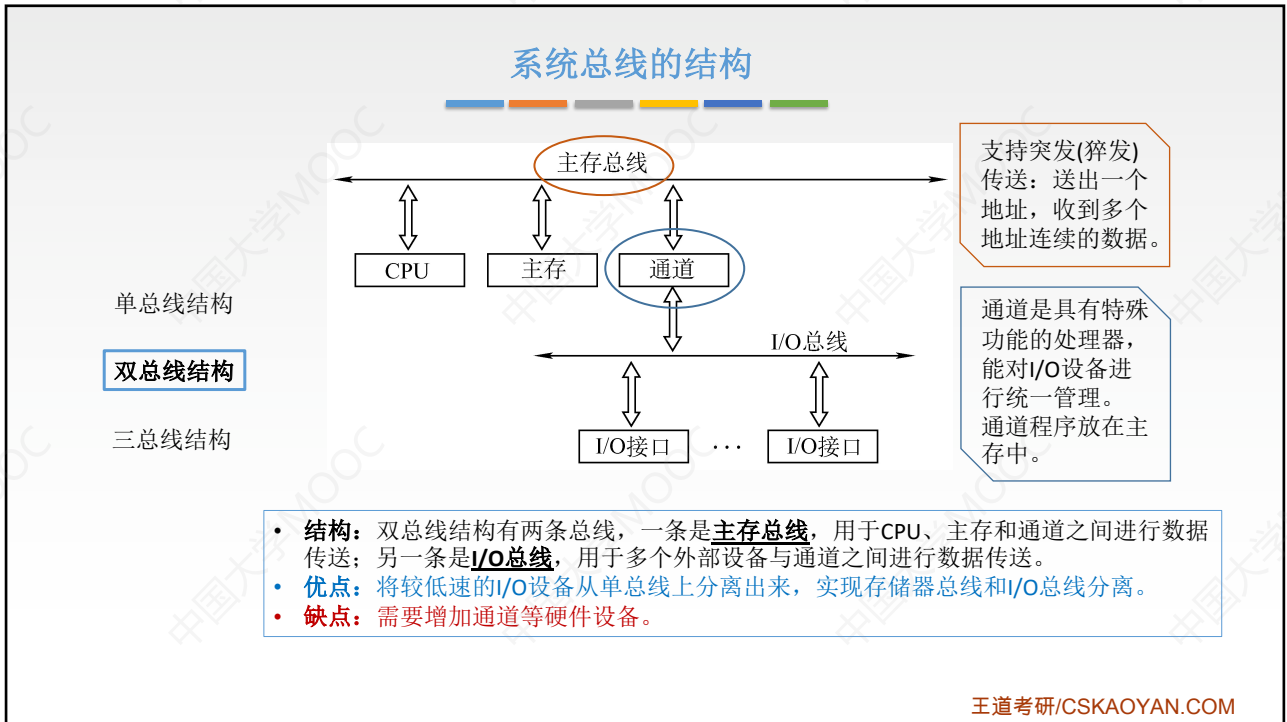 系统总线的结构
主存总线
CPU
主存
通道
I/O总线
I/O接口
···
I/O接口
支持突发(猝发)
传送：送出一个
地址，收到多个
地址连续的数据。
通道是具有特殊
功能的处理器，
能对I/O设备进
行统一管理。
通道程序放在主
存中。
单总线结构
双总线结构
三总线结构
• 结构：双总线结构有两条总线，一条是主存总线，用于CPU、主存和通道之间进行数据
传送；另一条是I/O总线，用于多个外部设备与通道之间进行数据传送。
• 优点：将较低速的I/O设备从单总线上分离出来，实现存储器总线和I/O总线分离。
• 缺点：需要增加通道等硬件设备。
王道考研/CSKAOYAN.COM
中国大学MOOC